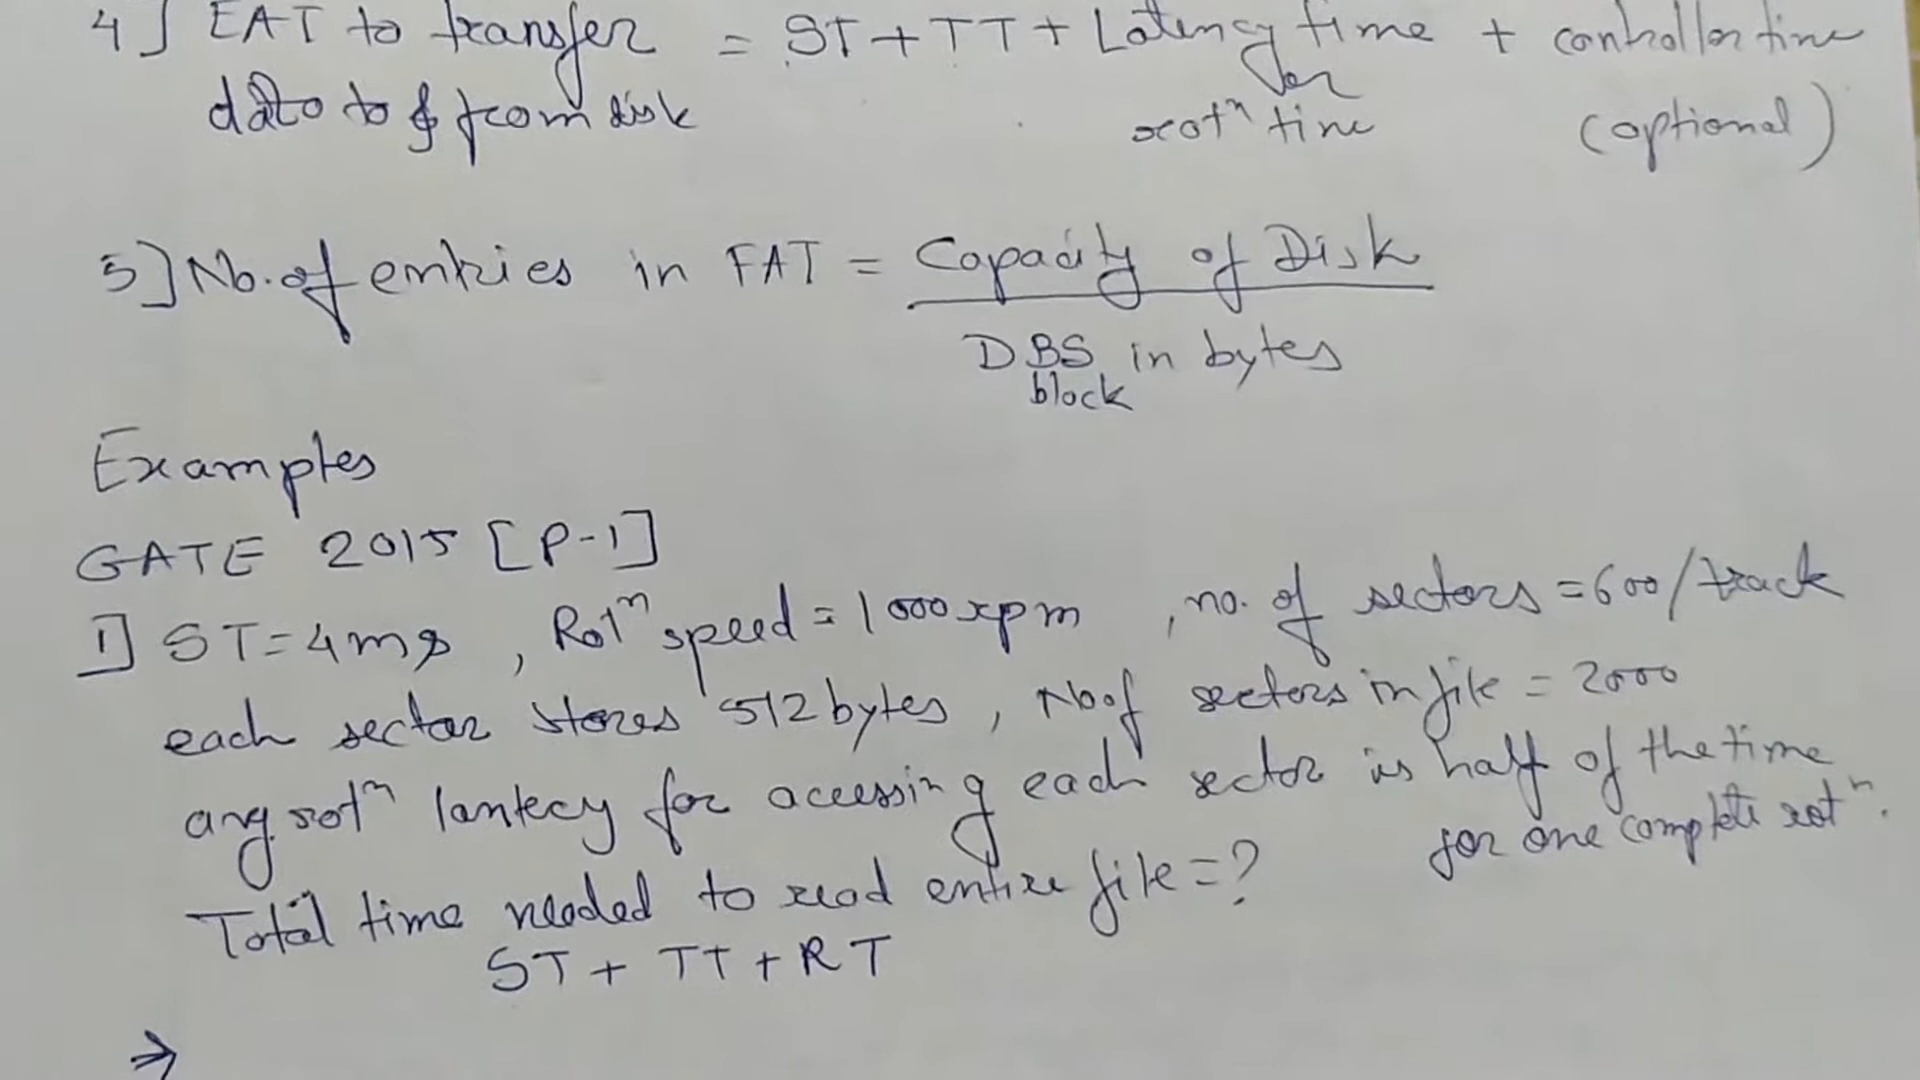 4] EAT to transfer = ST + TT + Latency time + controller time
data to & from disk
or
rotn time (optional)
5] No. of entries in FAT = Capacity of Disk
DBS in bytes
block
Examples
GATE 2015 [P-1]
1] ST = 4ms, Rotn speed = 1000rpm, no. of sectors = 600/track
each sector stores 512 bytes, No of sectors in file = 2000
avg rotn lantecy for accessing each sector is half of the time
for one complete rotn.
Total time needed to read entire file = ?
ST + TT + RT
⇒